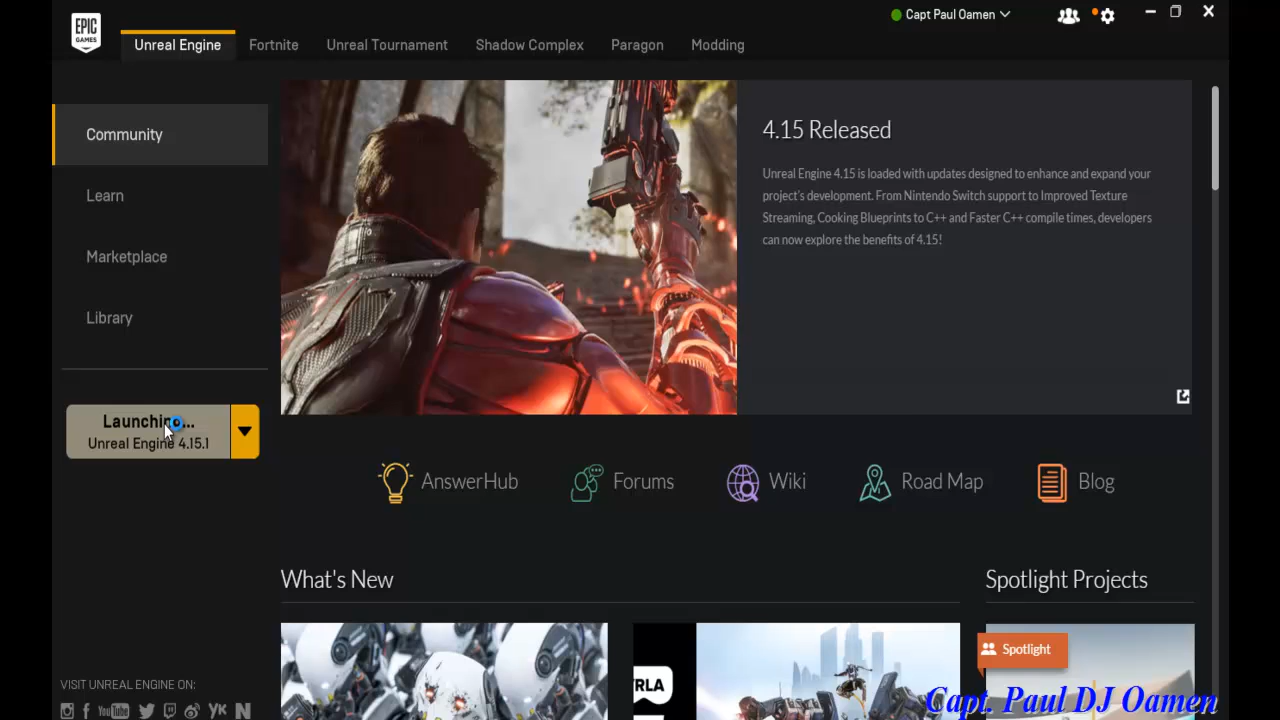 EPIC
GAMES
Unreal Engine
Fortnite
Unreal Tournament
Shadow Complex
Paragon
Modding
Capt Paul Oamen
Community
Learn
Marketplace
Library
Launching...
Unreal Engine 4.15.1
4.15 Released
Unreal Engine 4.15 is loaded with updates designed to enhance and expand your
project's development. From Nintendo Switch support to Improved Texture
Streaming, Cooking Blueprints to C++ and Faster C++ compile times, developers
can now explore the benefits of 4.15!
AnswerHub
Forums
Wiki
Road Map
Blog
What's New
Spotlight Projects
RLA
Spotlight
VISIT UNREAL ENGINE ON:
You Tube
Capt. Paul DJ Oamen